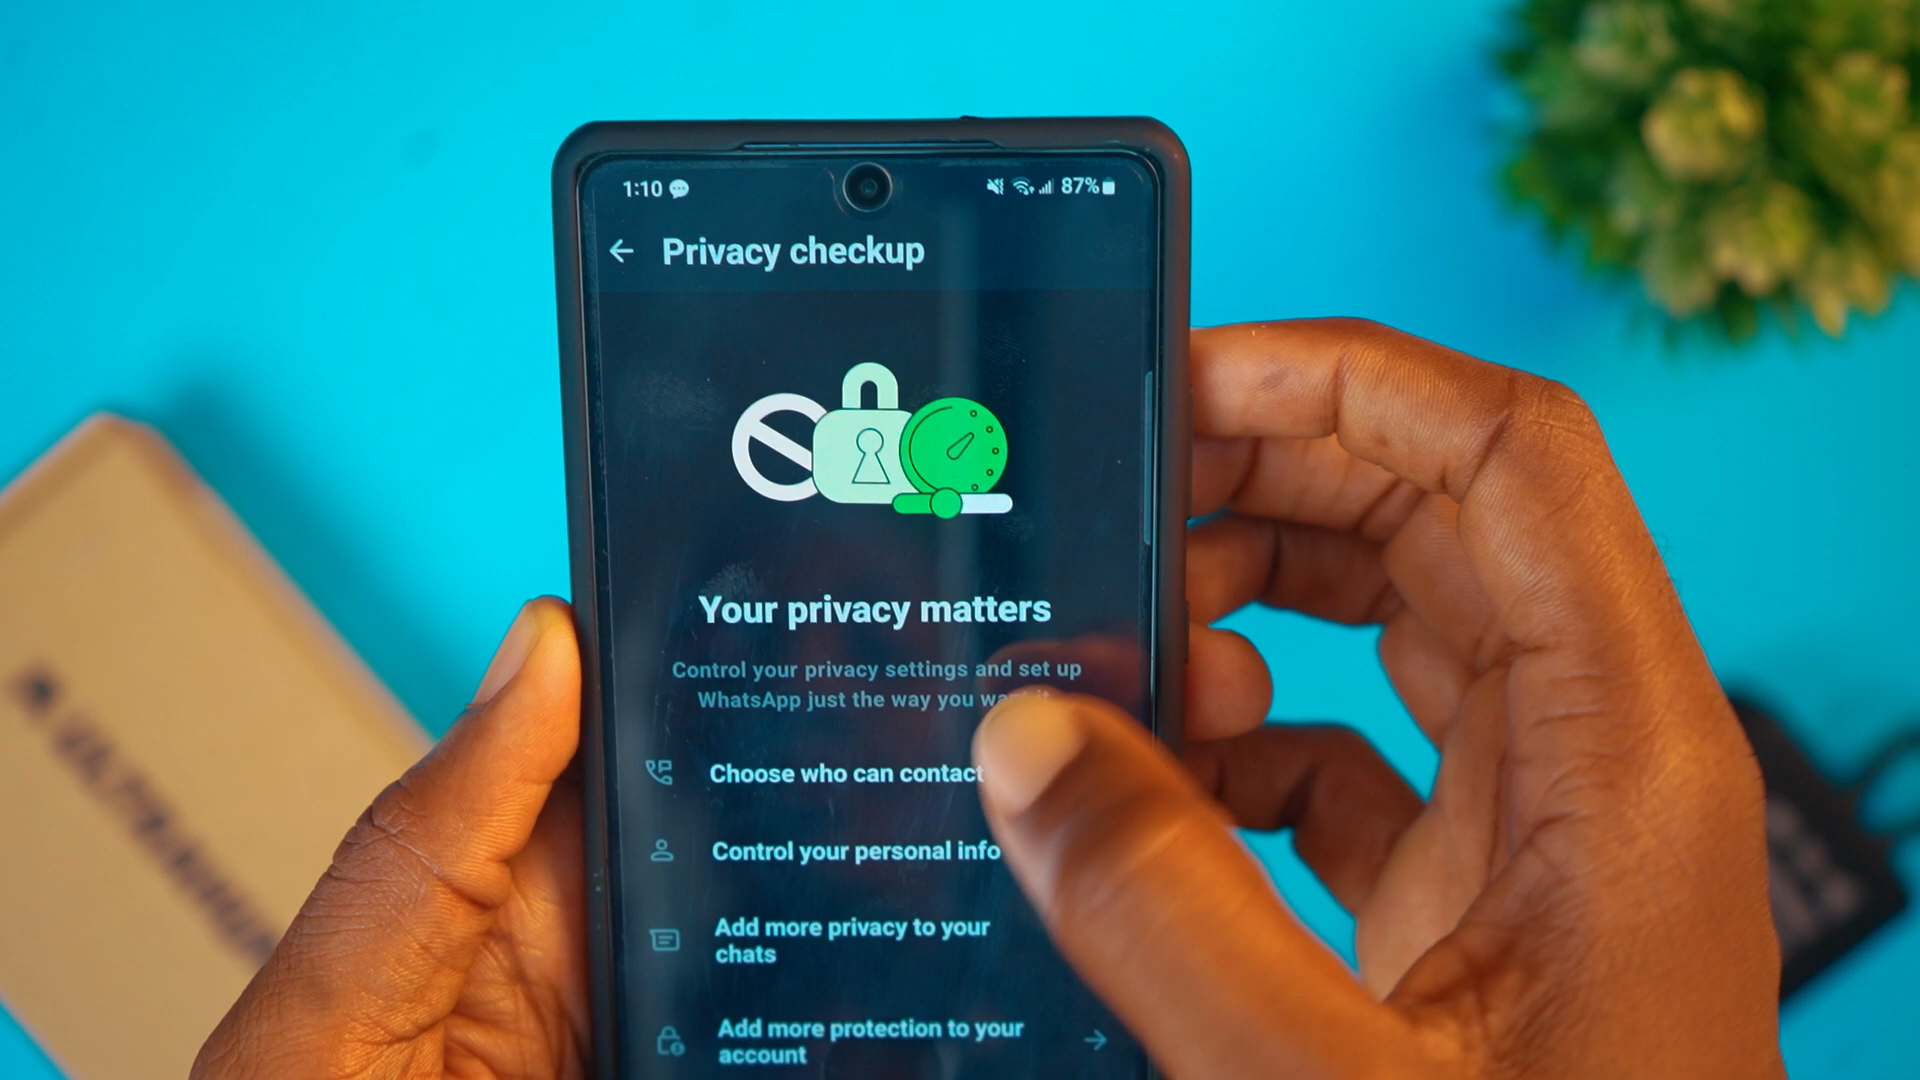 1:10
87%
Privacy checkup
Your privacy matters
Control your privacy settings and set up
WhatsApp just the way you
Choose who can contact
Control your personal info
Add more privacy to your
chats
Add more protection to your
account